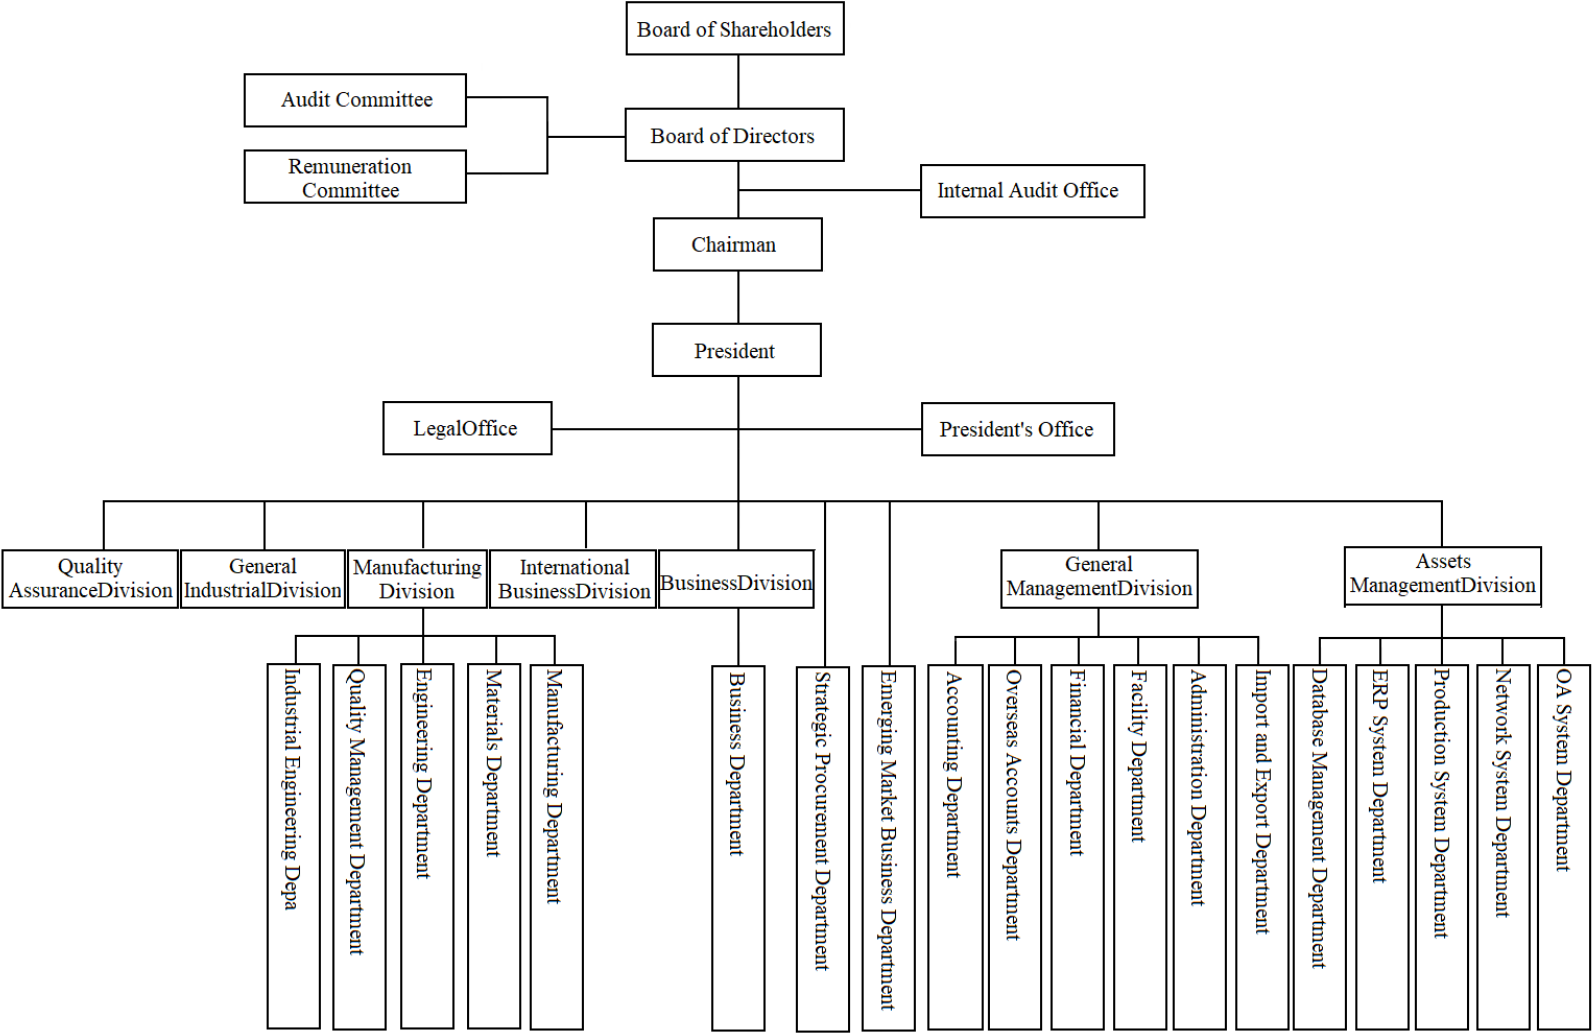 Board of Shareholders
Audit Committee
Board of Directors
Remuneration
Committee
Internal Audit Office
Chairman
President
LegalOffice
President's Office
Quality
AssuranceDivision
General
IndustrialDivision
Manufacturing
Division
International
BusinessDivision
BusinessDivision
General
ManagementDivision
Assets
ManagementDivision
Industrial Engineering Depa
Quality Management Department
Engineering Department
Materials Department
Manufacturing Department
Business Department
Strategic Procurement Department
Emerging Market Business Department
Accounting Department
Overseas Accounts Department
Financial Department
Facility Department
Administration Department
Import and Export Department
Database Management Department
ERP System Department
Production System Department
Network System Department
OA System Department